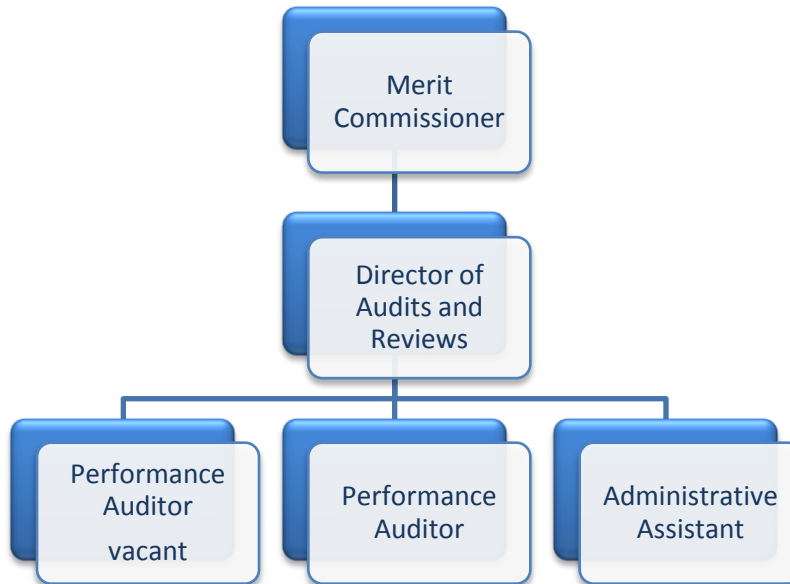 Merit
Commissioner
Director of
Audits and
Reviews
Performance
Auditor
vacant
Performance
Auditor
Administrative
Assistant